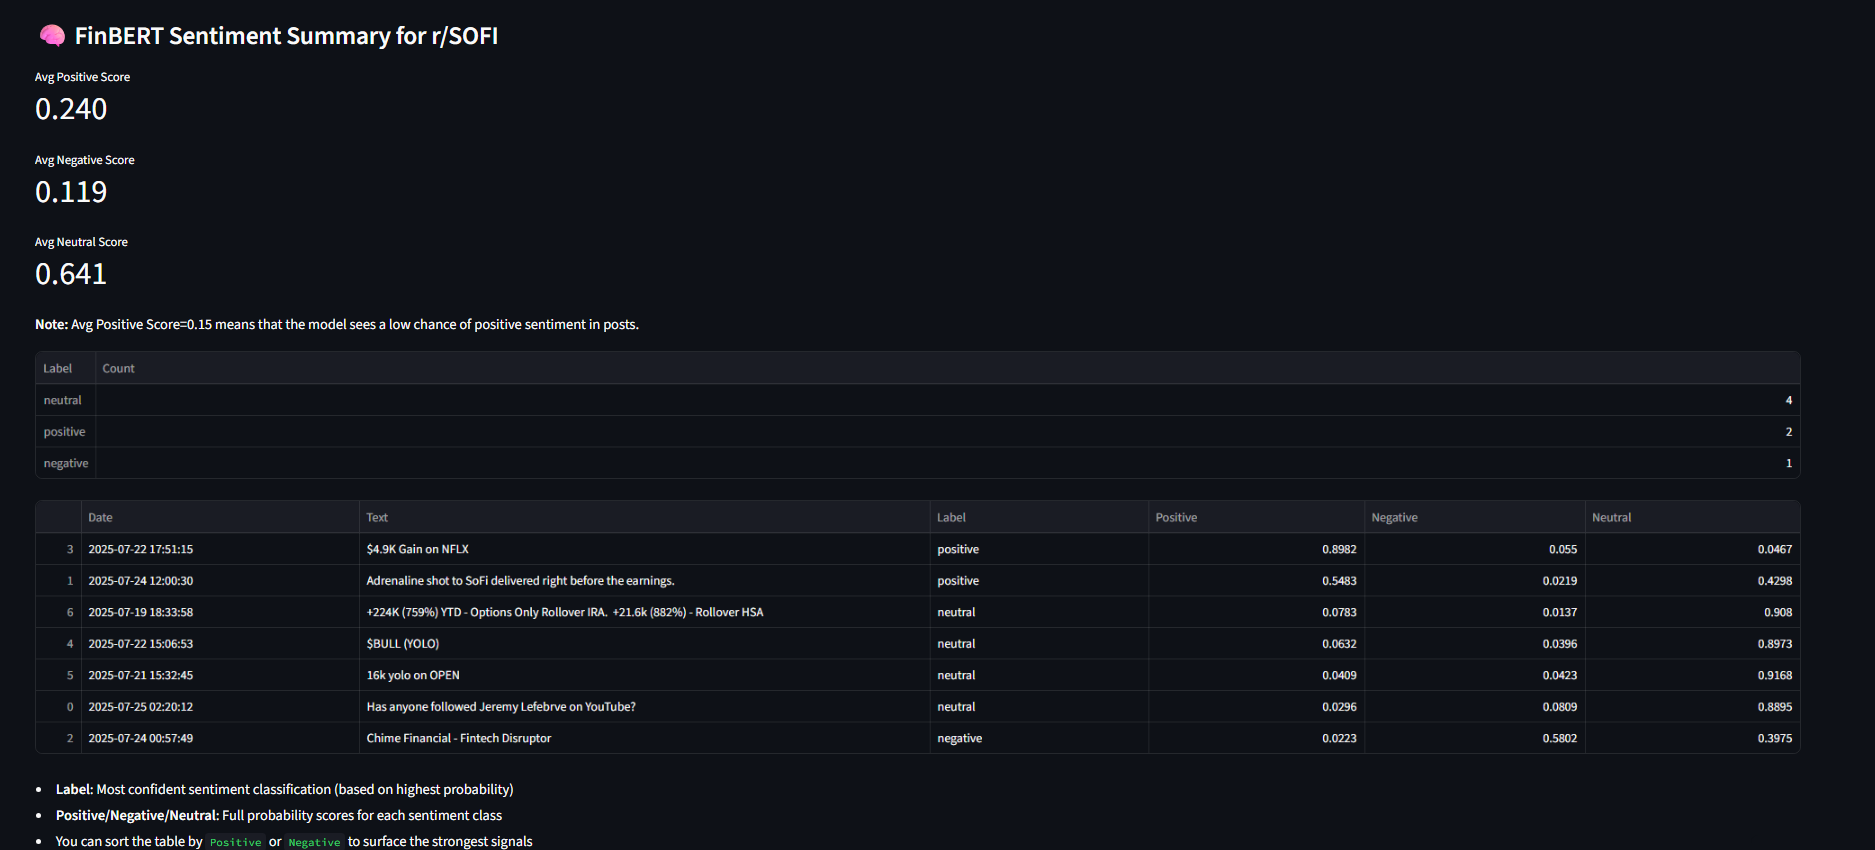 🧠 FinBERT Sentiment Summary for r/SOFI
Avg Positive Score
0.240
Avg Negative Score
0.119
Avg Neutral Score
0.641
Note: Avg Positive Score=0.15 means that the model sees a low chance of positive sentiment in posts.
Label Count
neutral 4
positive 2
negative 1
Date Text Label Positive Negative Neutral
3 2025-07-22 17:51:15 $4.9K Gain on NFLX positive 0.8982 0.055 0.0467
1 2025-07-24 12:00:30 Adrenaline shot to SoFi delivered right before the earnings. positive 0.5483 0.0219 0.4298
6 2025-07-19 18:33:58 +224K (759%) YTD - Options Only Rollover IRA.  +21.6k (882%) - Rollover HSA neutral 0.0783 0.0137 0.908
4 2025-07-22 15:06:53 $BULL (YOLO) neutral 0.0632 0.0396 0.8973
5 2025-07-21 15:32:45 16k yolo on OPEN neutral 0.0409 0.0423 0.9168
0 2025-07-25 02:20:12 Has anyone followed Jeremy Lefebrve on YouTube? neutral 0.0296 0.0809 0.8895
2 2025-07-24 00:57:49 Chime Financial - Fintech Disruptor negative 0.0223 0.5802 0.3975
• Label: Most confident sentiment classification (based on highest probability)
• Positive/Negative/Neutral: Full probability scores for each sentiment class
• You can sort the table by Positive or Negative to surface the strongest signals